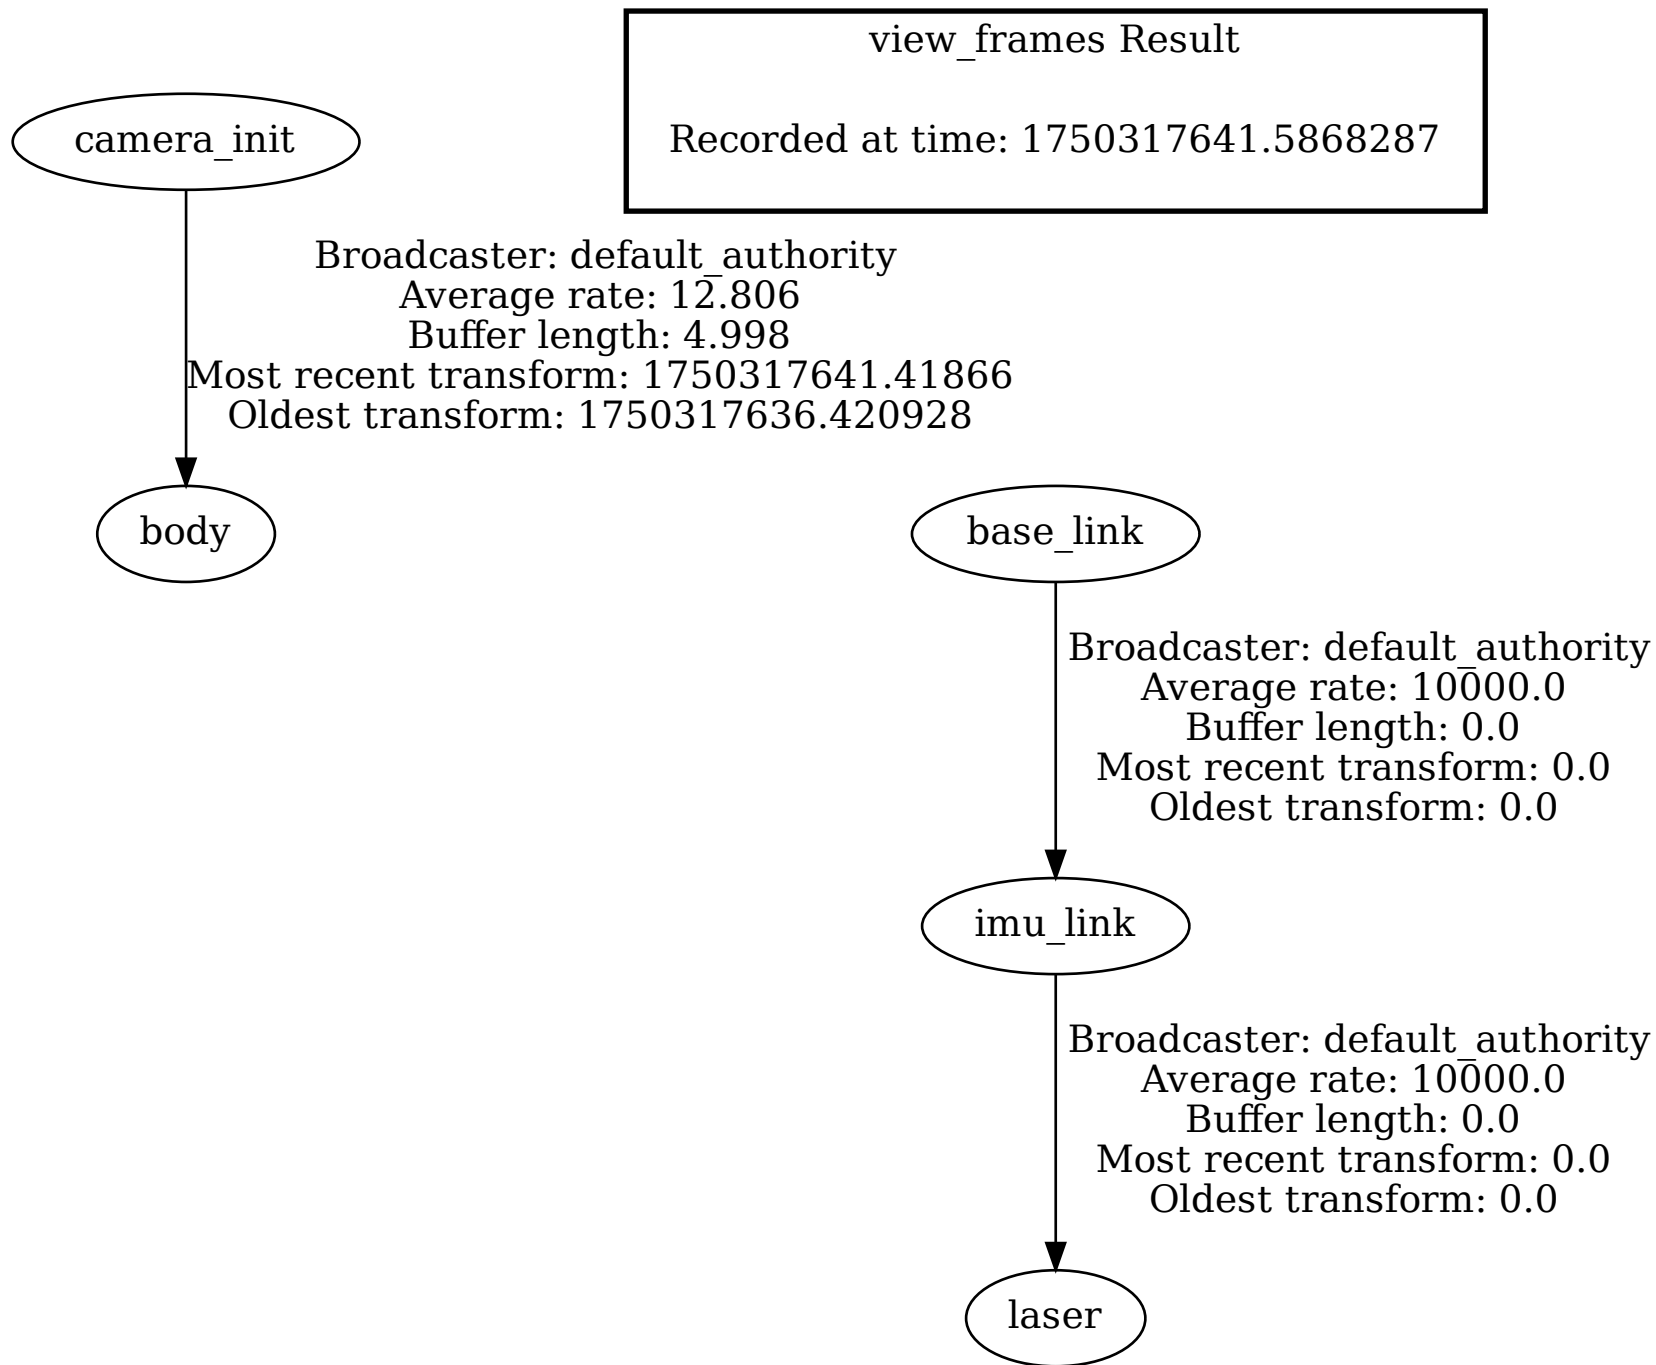 view_frames Result
Recorded at time: 1750317641.5868287
camera_init
Broadcaster: default_authority
Average rate: 12.806
Buffer length: 4.998
Most recent transform: 1750317641.41866
Oldest transform: 1750317636.420928
body
base_link
Broadcaster: default_authority
Average rate: 10000.0
Buffer length: 0.0
Most recent transform: 0.0
Oldest transform: 0.0
imu_link
Broadcaster: default_authority
Average rate: 10000.0
Buffer length: 0.0
Most recent transform: 0.0
Oldest transform: 0.0
laser